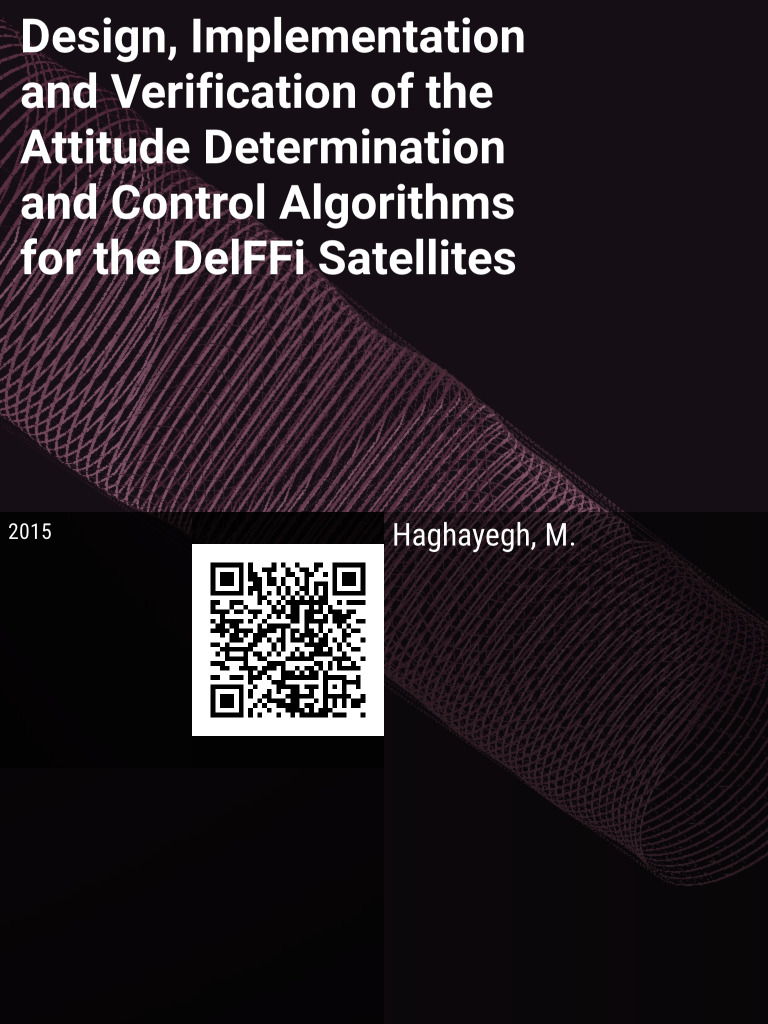 Design, Implementation
and Verification of the
Attitude Determination
and Control Algorithms
for the DelFFi Satellites
2015
Haghayegh, M.